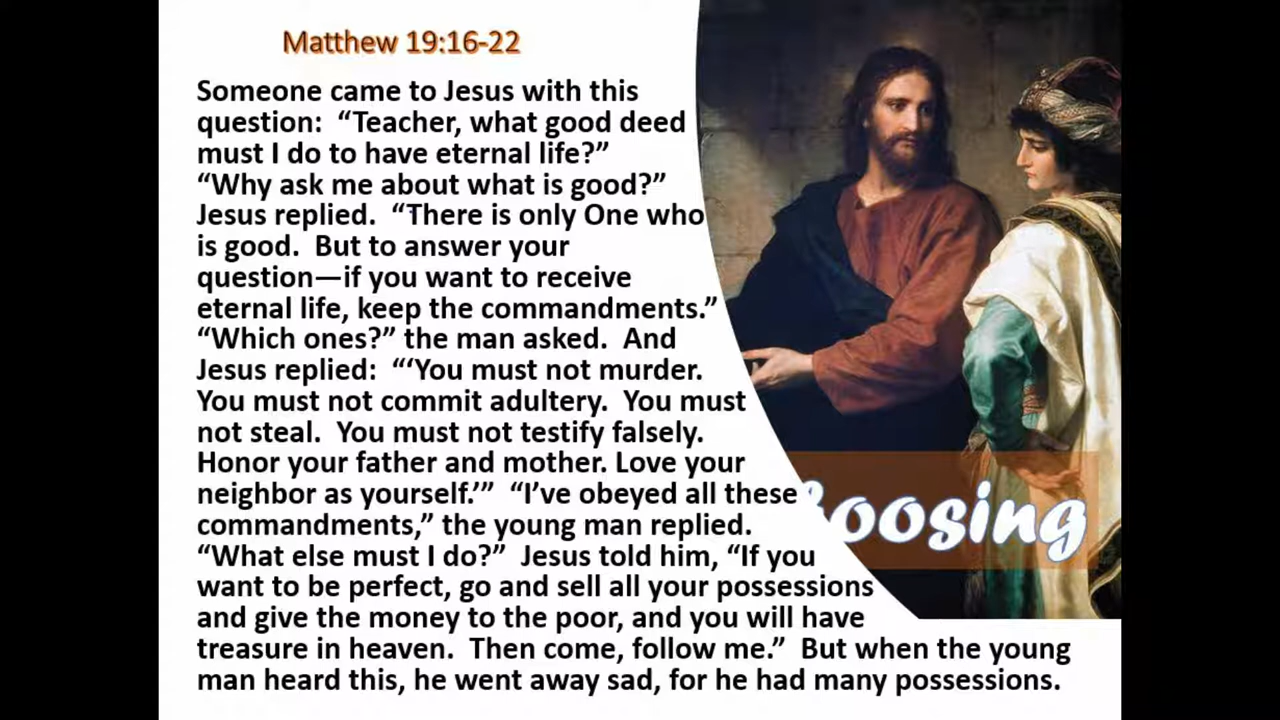 Matthew 19:16-22
Someone came to Jesus with this
question:  “Teacher, what good deed
must I do to have eternal life?”
“Why ask me about what is good?”
Jesus replied.  “There is only One who
is good.  But to answer your
question—if you want to receive
eternal life, keep the commandments.”
“Which ones?” the man asked.  And
Jesus replied:  “‘You must not murder.
You must not commit adultery.  You must
not steal.  You must not testify falsely.
Honor your father and mother. Love your
neighbor as yourself.’”  “I’ve obeyed all these
commandments,” the young man replied.
“What else must I do?”  Jesus told him, “If you
want to be perfect, go and sell all your possessions
and give the money to the poor, and you will have
treasure in heaven.  Then come, follow me.”  But when the young
man heard this, he went away sad, for he had many possessions.